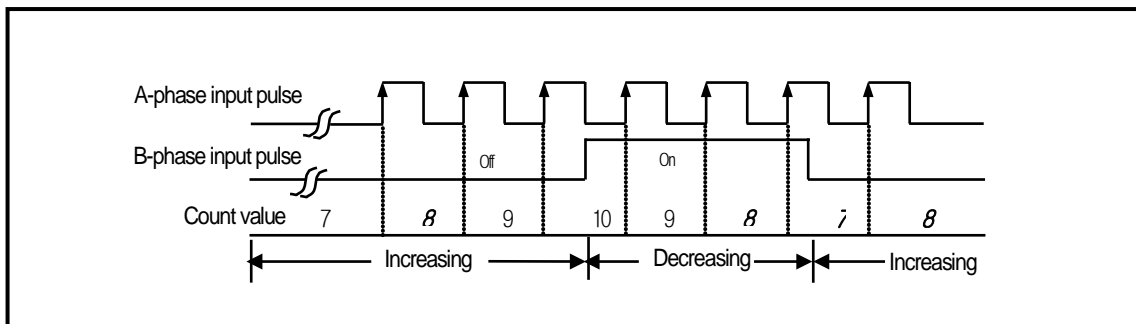 A-phase input pulse
B-phase input pulse
Off On
Count value 7 8 9 10 9 8 7 8
Increasing Decreasing Increasing